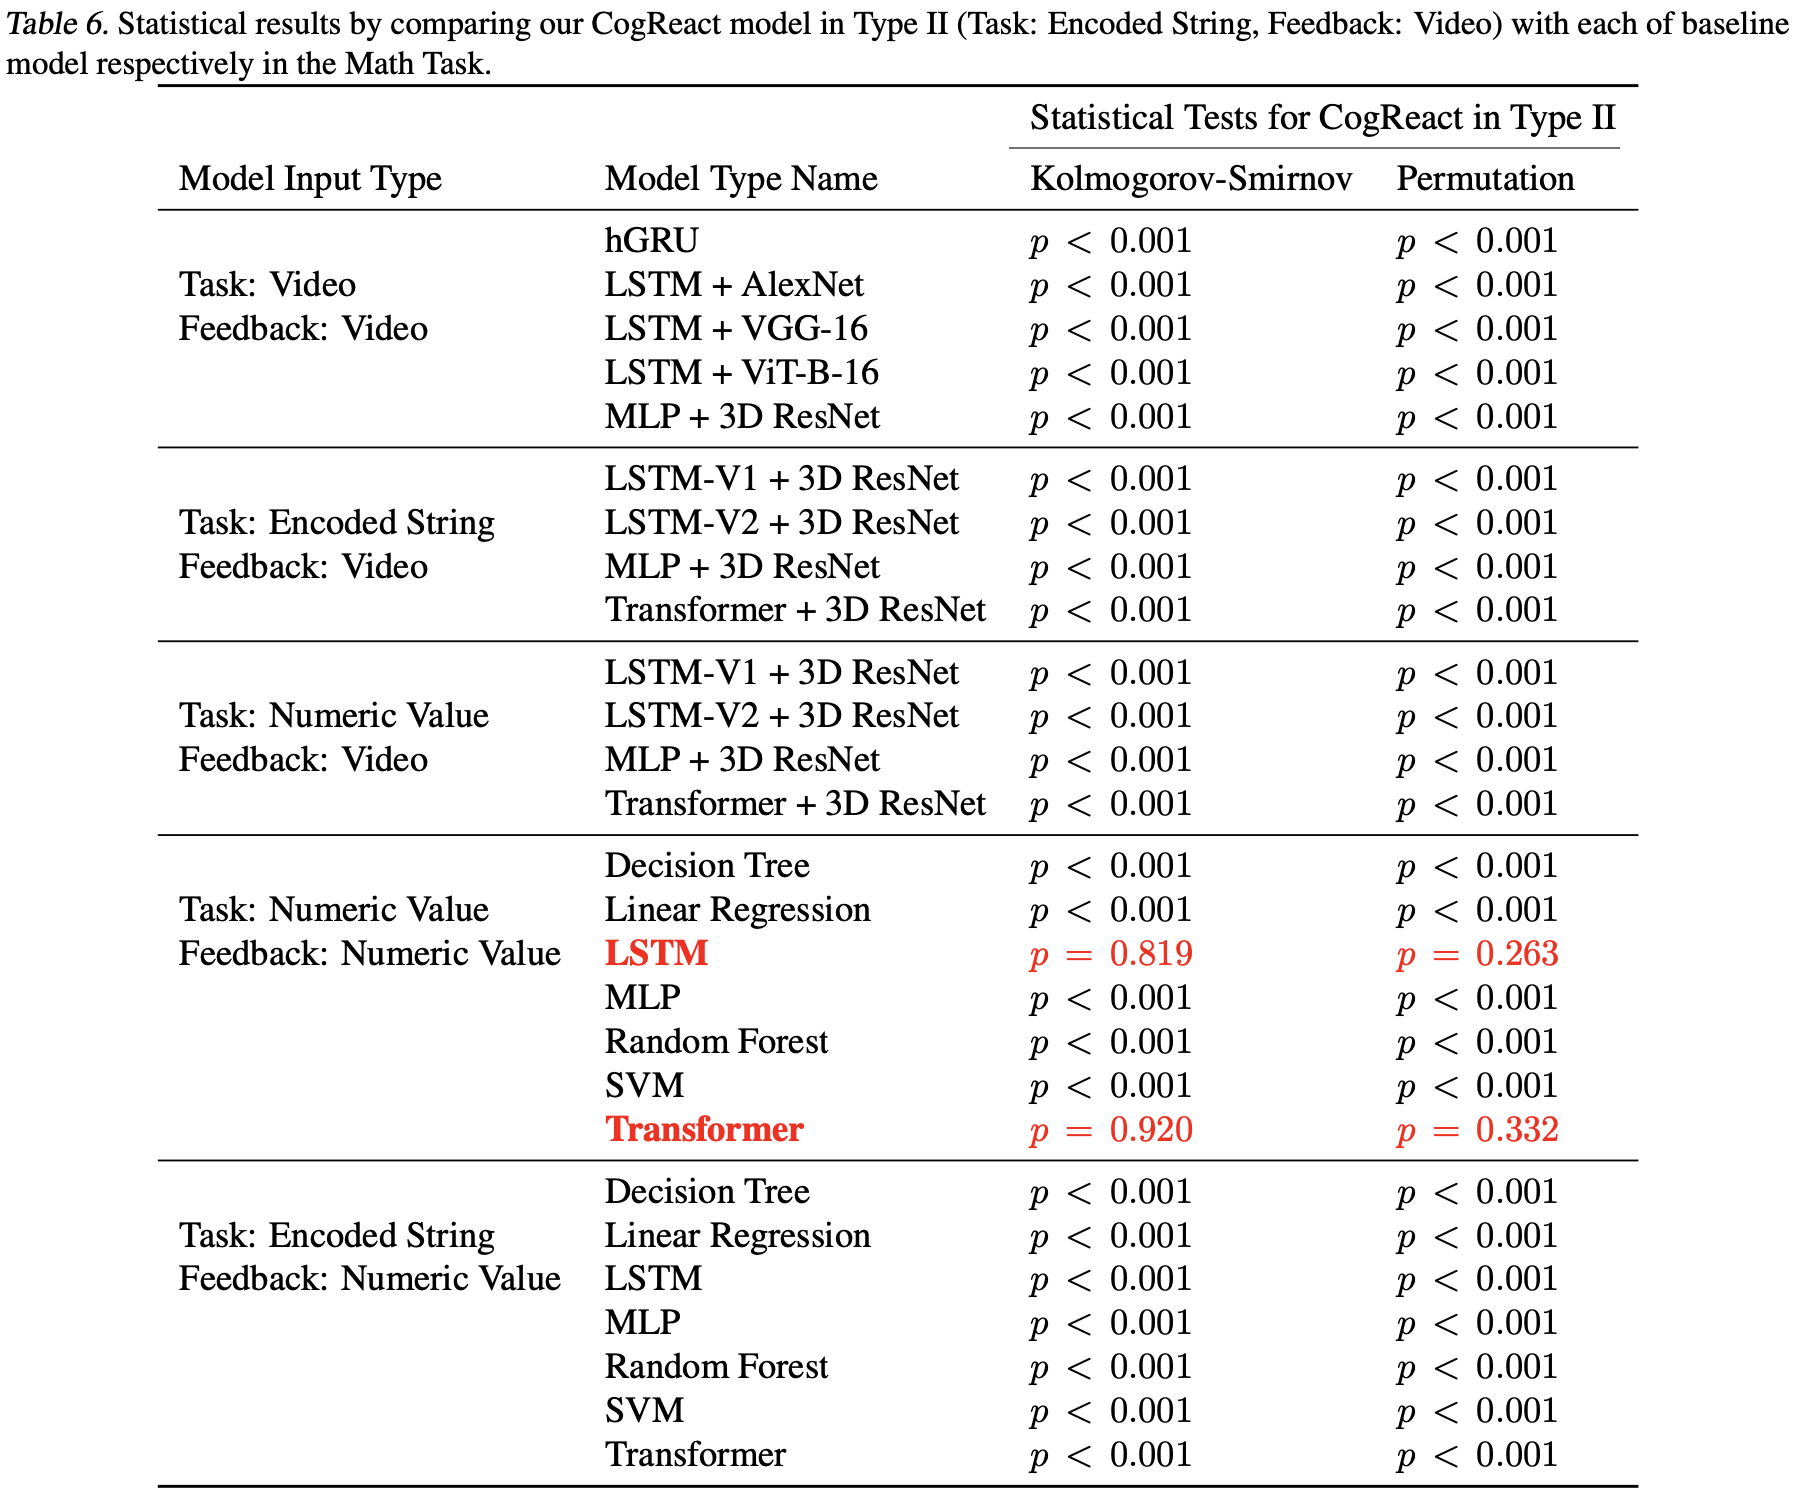 Table 6. Statistical results by comparing our CogReact model in Type II (Task: Encoded String, Feedback: Video) with each of baseline
model respectively in the Math Task.
Statistical Tests for CogReact in Type II
Model Input Type Model Type Name Kolmogorov-Smirnov Permutation
hGRU p < 0.001 p < 0.001
Task: Video LSTM + AlexNet p < 0.001 p < 0.001
Feedback: Video LSTM + VGG-16 p < 0.001 p < 0.001
LSTM + ViT-B-16 p < 0.001 p < 0.001
MLP + 3D ResNet p < 0.001 p < 0.001
LSTM-V1 + 3D ResNet p < 0.001 p < 0.001
Task: Encoded String LSTM-V2 + 3D ResNet p < 0.001 p < 0.001
Feedback: Video MLP + 3D ResNet p < 0.001 p < 0.001
Transformer + 3D ResNet p < 0.001 p < 0.001
LSTM-V1 + 3D ResNet p < 0.001 p < 0.001
Task: Numeric Value LSTM-V2 + 3D ResNet p < 0.001 p < 0.001
Feedback: Video MLP + 3D ResNet p < 0.001 p < 0.001
Transformer + 3D ResNet p < 0.001 p < 0.001
Decision Tree p < 0.001 p < 0.001
Task: Numeric Value Linear Regression p < 0.001 p < 0.001
Feedback: Numeric Value LSTM p = 0.819 p = 0.263
MLP p < 0.001 p < 0.001
Random Forest p < 0.001 p < 0.001
SVM p < 0.001 p < 0.001
Transformer p = 0.920 p = 0.332
Decision Tree p < 0.001 p < 0.001
Task: Encoded String Linear Regression p < 0.001 p < 0.001
Feedback: Numeric Value LSTM p < 0.001 p < 0.001
MLP p < 0.001 p < 0.001
Random Forest p < 0.001 p < 0.001
SVM p < 0.001 p < 0.001
Transformer p < 0.001 p < 0.001